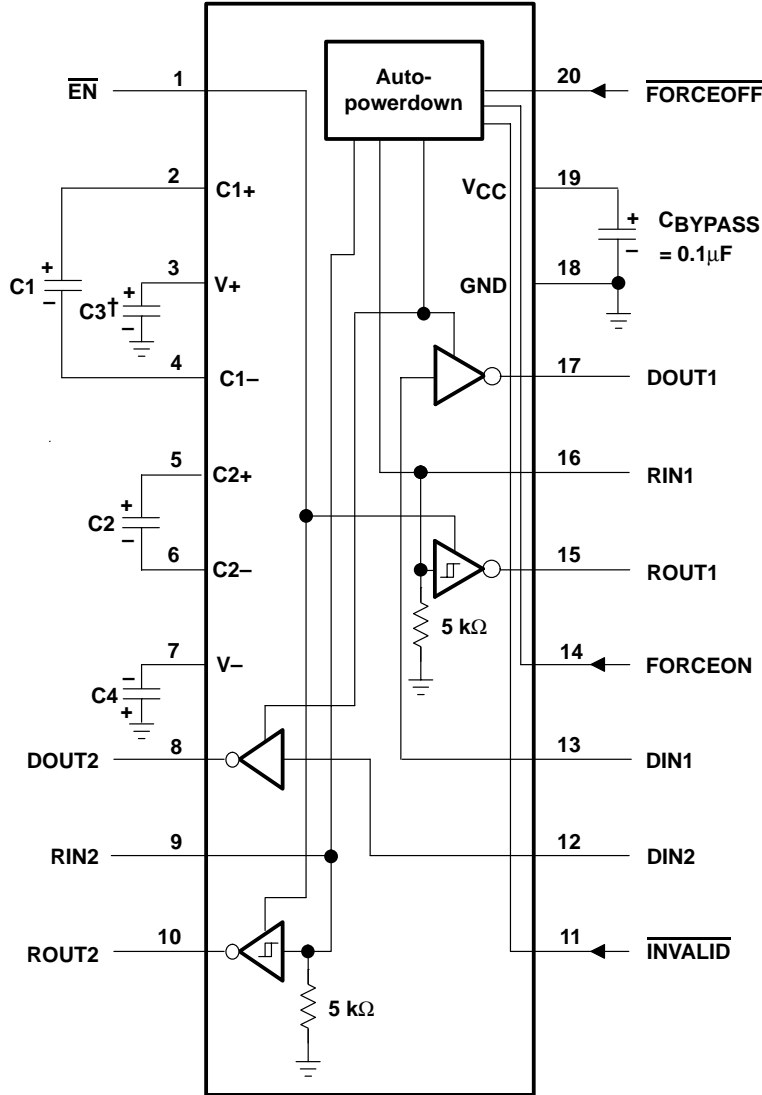 Auto-
powerdown
1
EN
20
FORCEOFF
2
C1+
VCC
19
CBYPASS
= 0.1μF
+
–
C1
+
–
3
V+
C3†
+
–
GND
18
4
C1–
17
DOUT1
5
C2+
16
RIN1
C2
+
–
6
C2–
15
ROUT1
5 kΩ
7
V–
14
FORCEON
C4
–
+
DOUT2
8
13
DIN1
RIN2
9
12
DIN2
ROUT2
10
11
INVALID
5 kΩ